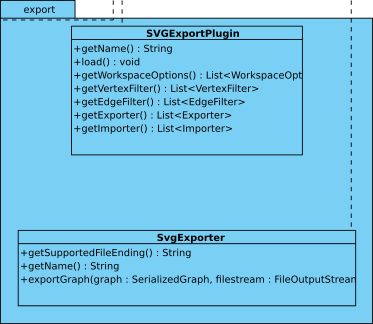 export
SVGExportPlugin
+getName() : String
+load() : void
+getWorkspaceOptions() : List<WorkspaceOpt
+getVertexFilter() : List<VertexFilter>
+getEdgeFilter() : List<EdgeFilter>
+getExporter() : List<Exporter>
+getImporter() : List<Importer>
SvgExporter
+getSupportedFileEnding() : String
+getName() : String
+exportGraph(graph : SerializedGraph, filestream : FileOutputStream